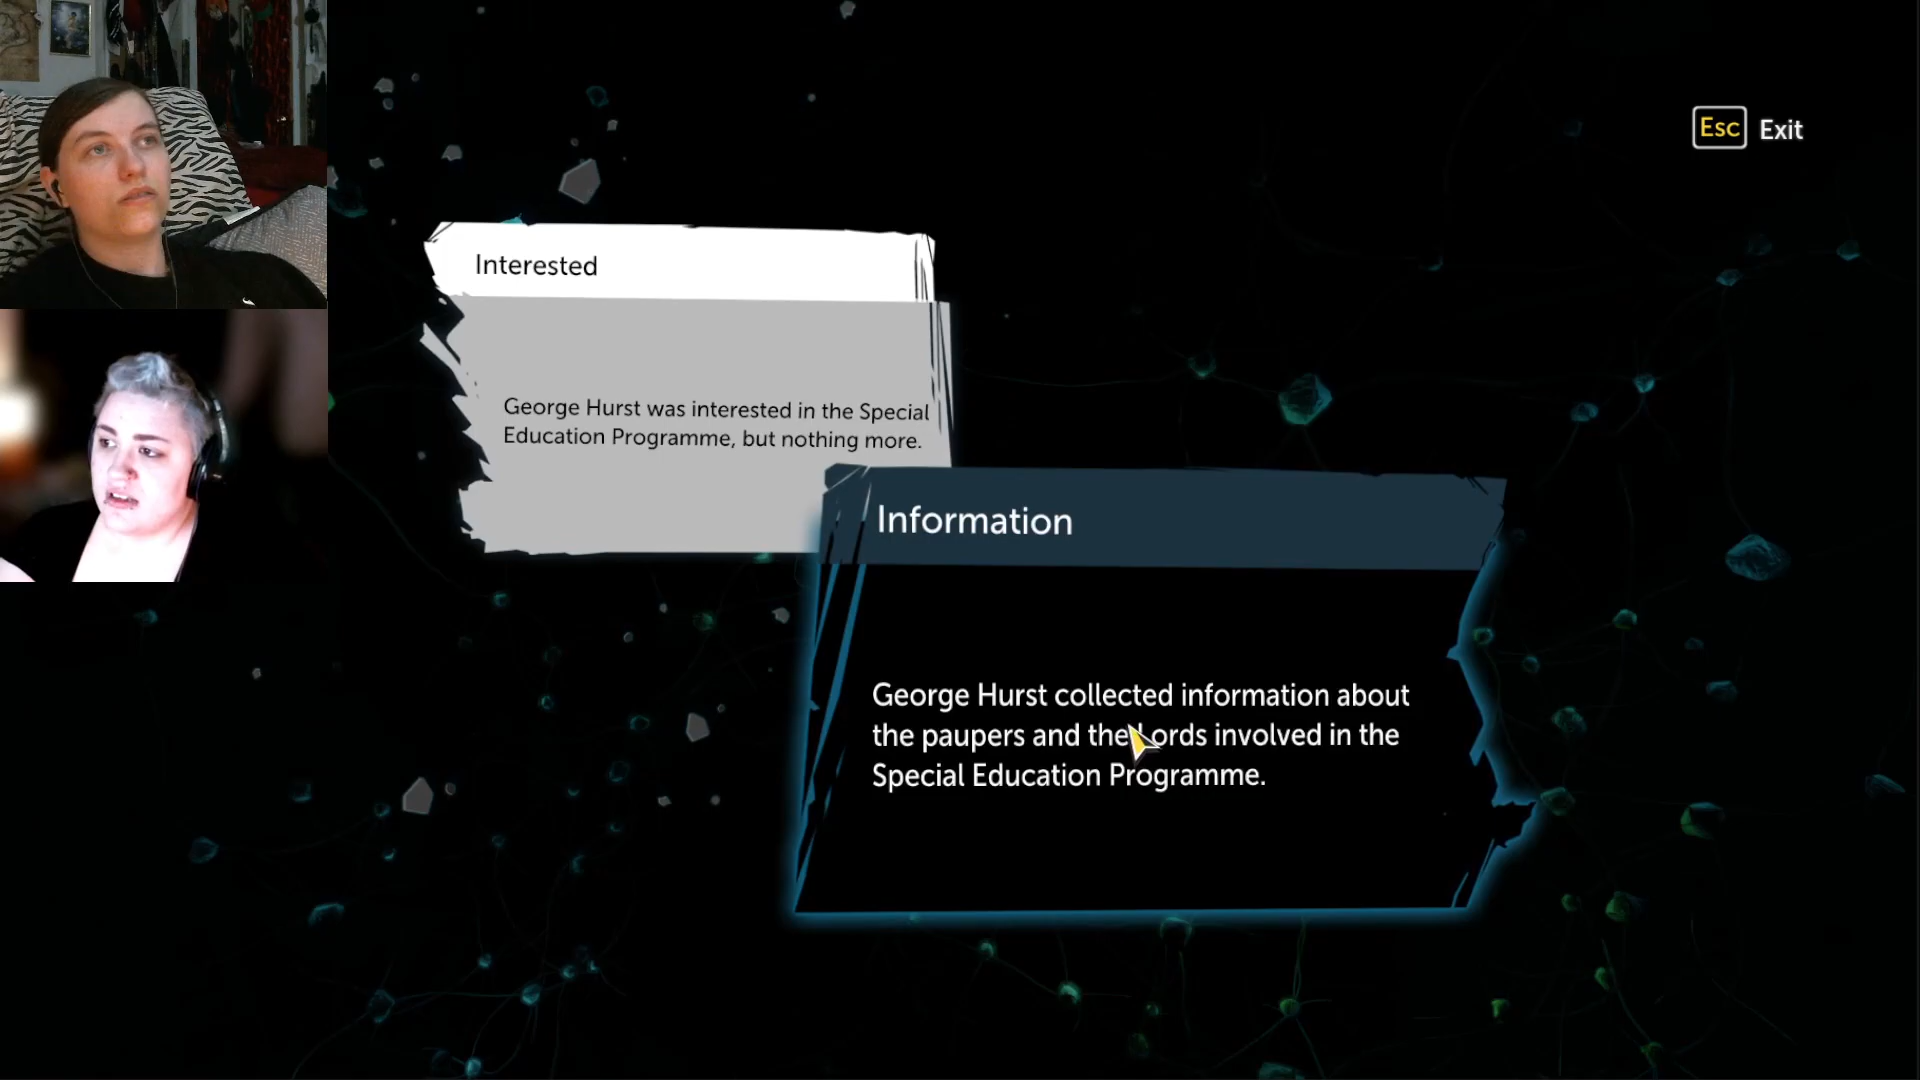 Esc Exit
Interested
George Hurst was interested in the Special
Education Programme, but nothing more.
Information
George Hurst collected information about
the paupers and the Lords involved in the
Special Education Programme.